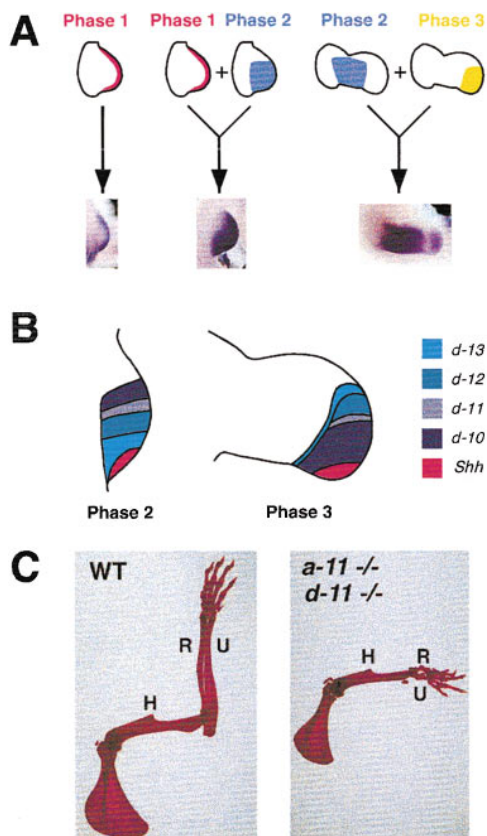 A
Phase 1 Phase 1 Phase 2 Phase 2 Phase 3
+ +
B
d-13
d-12
d-11
d-10
Shh
Phase 2 Phase 3
C
WT
R U
H
a-11 -/-
d-11 -/-
H R
U